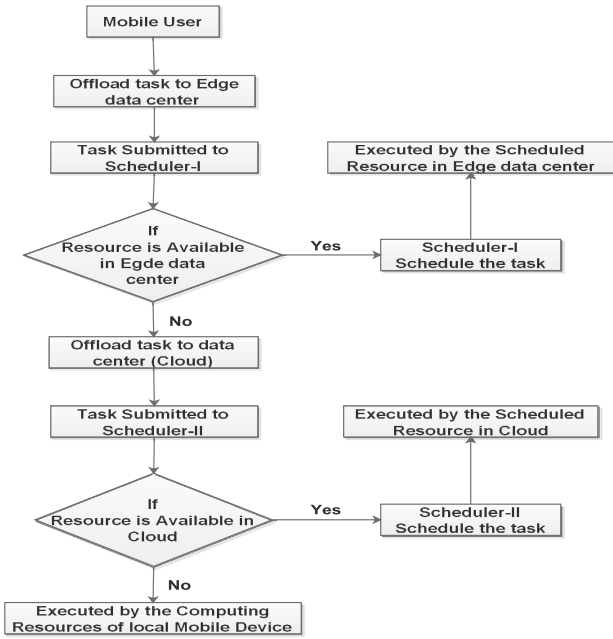 Mobile User
Offload task to Edge
data center
Task Submitted to
Scheduler-I
Executed by the Scheduled
Resource in Edge data center
If
Resource is Available
in Egde data
center
Yes
Scheduler-I
Schedule the task
No
Offload task to data
center (Cloud)
Task Submitted to
Scheduler-II
Executed by the Scheduled
Resource in Cloud
If
Resource is Available in
Cloud
Yes
Scheduler-II
Schedule the task
No
Executed by the Computing
Resources of local Mobile Device